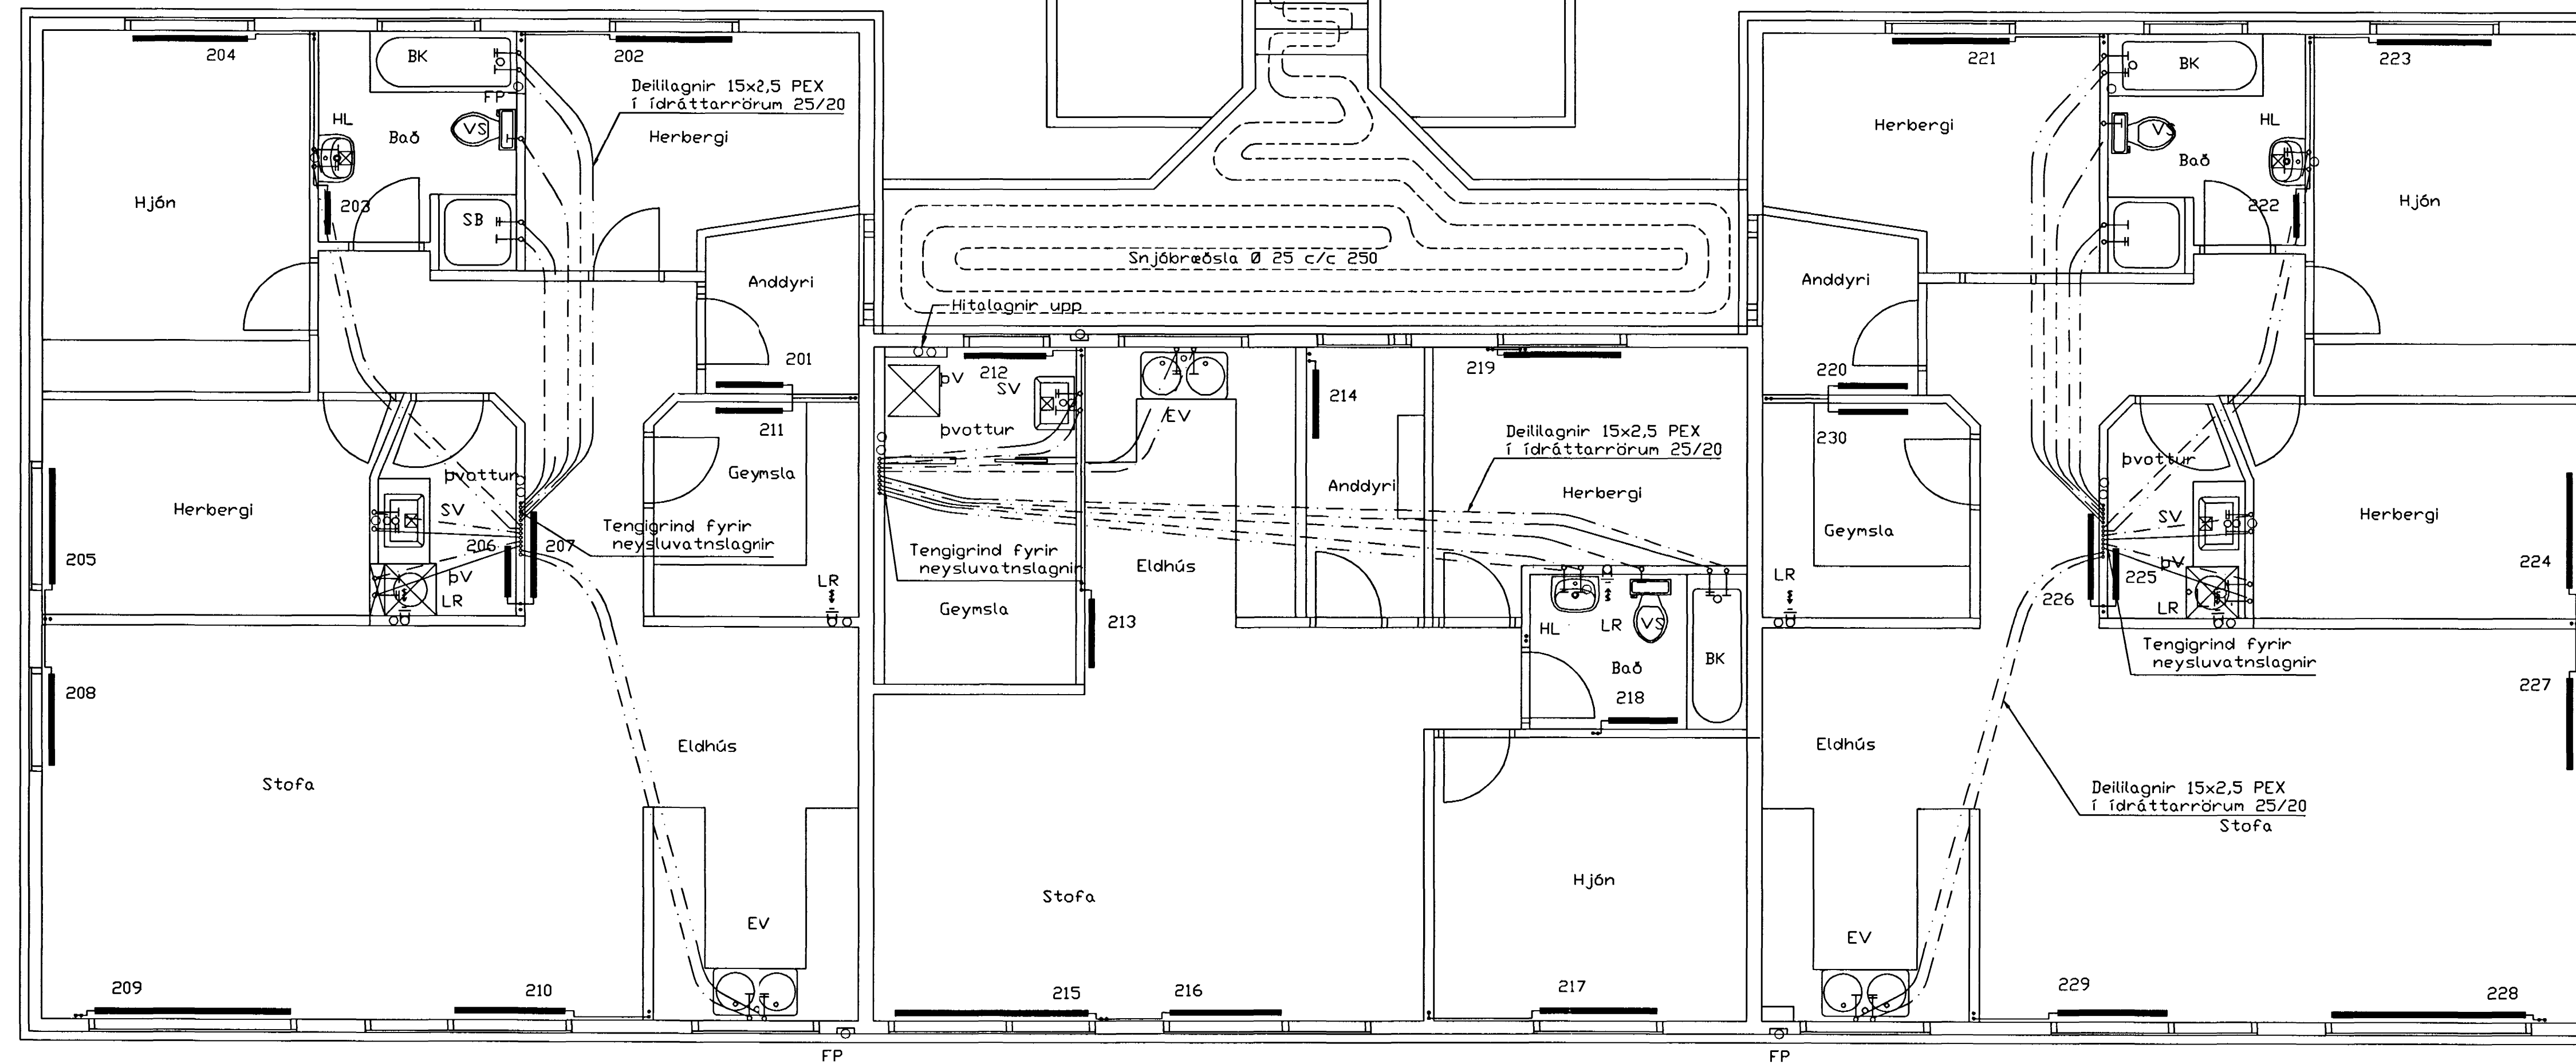 204
BK
202
FP
Deililagnir 15x2,5 PEX
í ídráttarrörum 25/20
HL
VS
Bað
Herbergi
Hjón
203
SB
Anddyri
201
211
Herbergi
þvottur
SV
Geymsla
205
206
207
Tengigrind fyrir
neysluvatnslagnir
þV
LR
LR
208
Eldhús
Stofa
EV
209
210
FP
Snjóbræðsla Ø 25 c/c 250
Hitalagnir upp
212
þV
SV
EV
214
219
þvottur
Deililagnir 15x2,5 PEX
í ídráttarrörum 25/20
Anddyri
Herbergi
Tengigrind fyrir
neysluvatnslagnir
Eldhús
Geymsla
213
HL
LR
VS
Bað
BK
218
Stofa
Hjón
215
216
217
221
BK
223
Herbergi
VS
HL
Bað
Hjón
222
Anddyri
220
230
þvottur
Geymsla
SV
Herbergi
LR
þV
224
225
226
LR
Tengigrind fyrir
neysluvatnslagnir
227
Eldhús
Deililagnir 15x2,5 PEX
í ídráttarrörum 25/20
Stofa
EV
229
228
FP